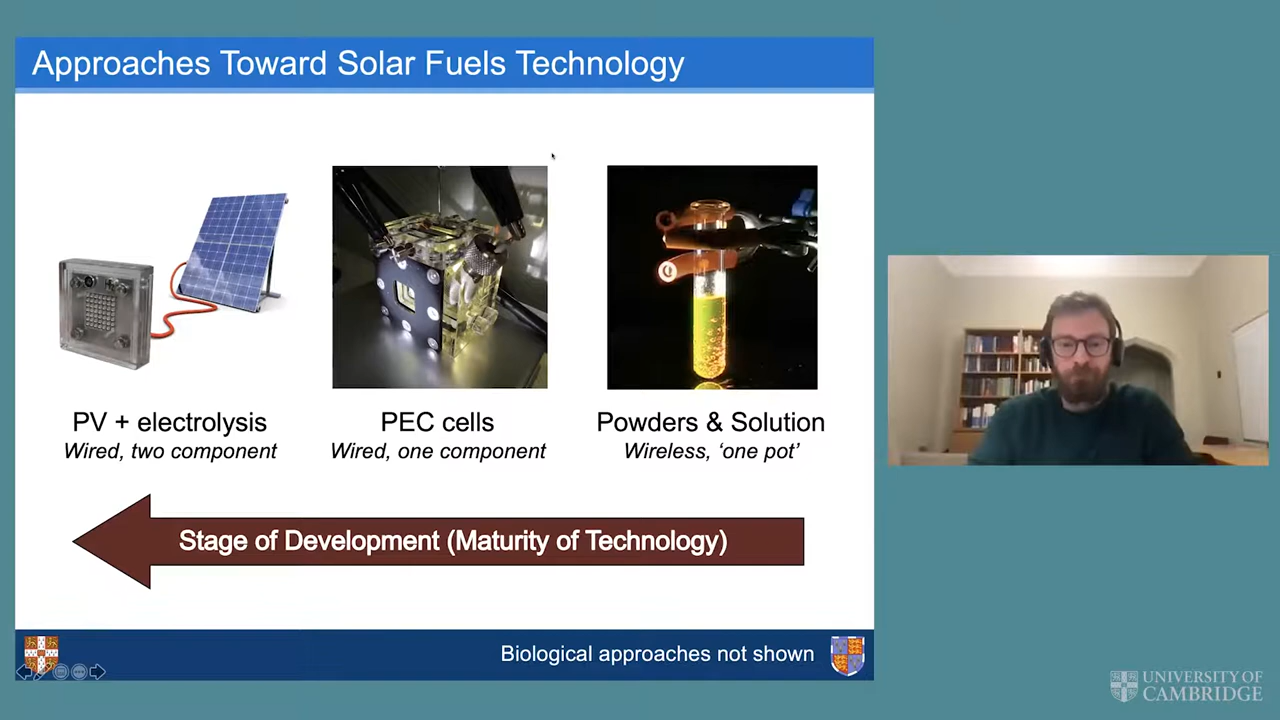 Approaches Toward Solar Fuels Technology
PV + electrolysis
Wired, two component
PEC cells
Wired, one component
Powders & Solution
Wireless, ‘one pot’
Stage of Development (Maturity of Technology)
Biological approaches not shown
UNIVERSITY OF
CAMBRIDGE